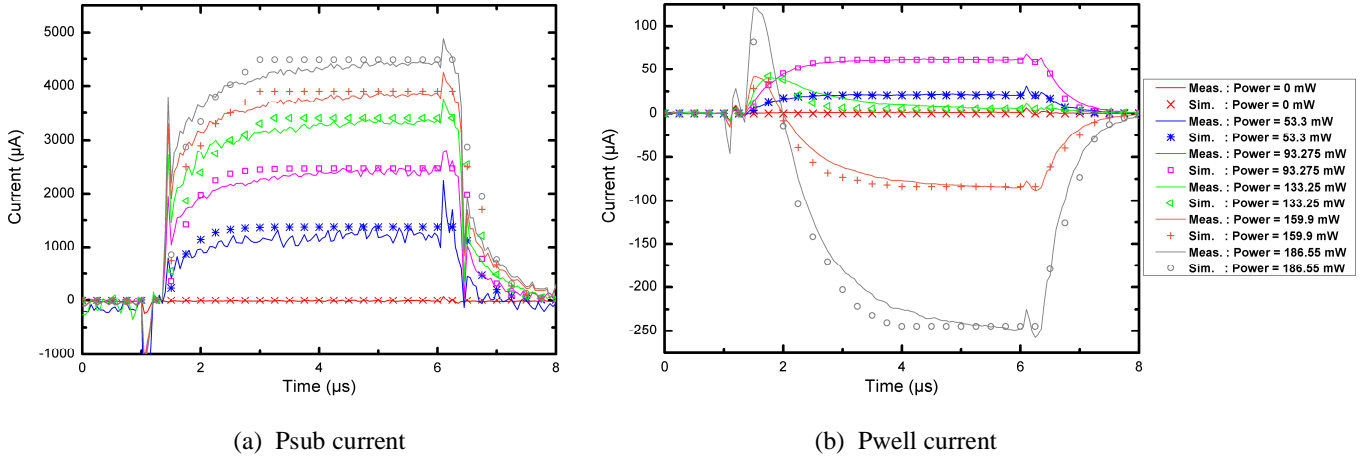 5000
4000
3000
2000
1000
0
-1000
Current (µA)
0 2 4 6 8
Time (µs)
(a) Psub current
100
50
0
-50
-100
-150
-200
-250
Current (µA)
0 2 4 6 8
Time (µs)
(b) Pwell current
Meas. : Power = 0 mW
Sim. : Power = 0 mW
Meas. : Power = 53.3 mW
Sim. : Power = 53.3 mW
Meas. : Power = 93.275 mW
Sim. : Power = 93.275 mW
Meas. : Power = 133.25 mW
Sim. : Power = 133.25 mW
Meas. : Power = 159.9 mW
Sim. : Power = 159.9 mW
Meas. : Power = 186.55 mW
Sim. : Power = 186.55 mW